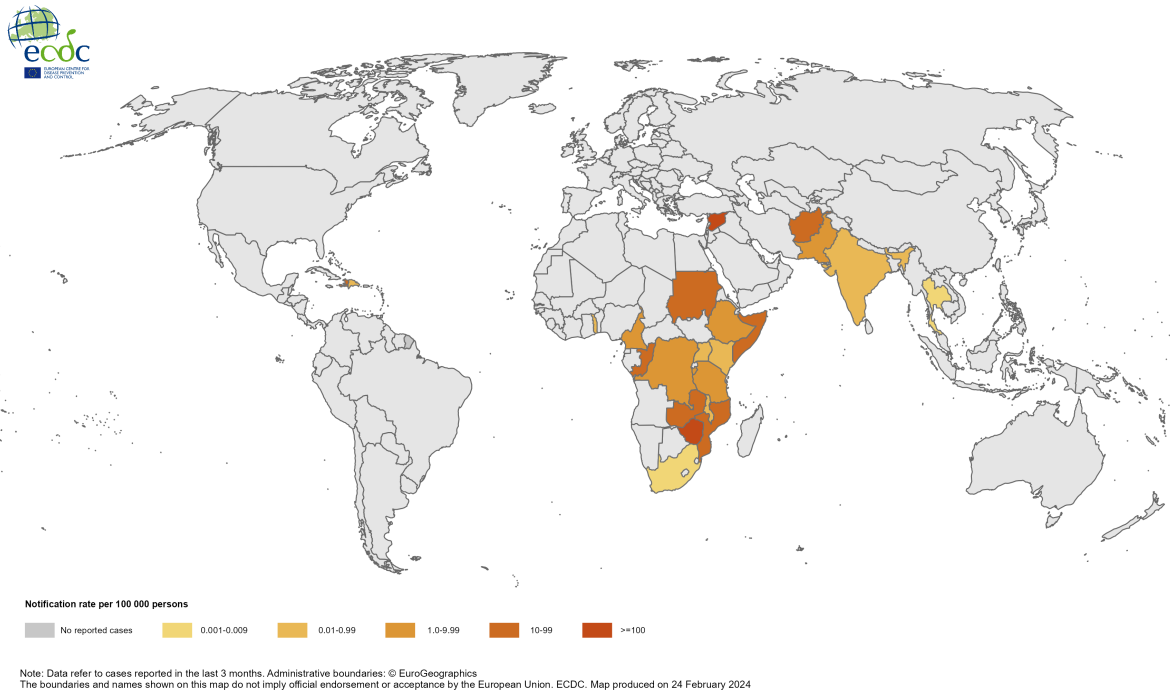 ecdc
EUROPEAN CENTRE FOR
DISEASE PREVENTION
AND CONTROL
Notification rate per 100 000 persons
No reported cases
0.001-0.009
0.01-0.99
1.0-9.99
10-99
>=100
Note: Data refer to cases reported in the last 3 months. Administrative boundaries: © EuroGeographics
The boundaries and names shown on this map do not imply official endorsement or acceptance by the European Union. ECDC. Map produced on 24 February 2024